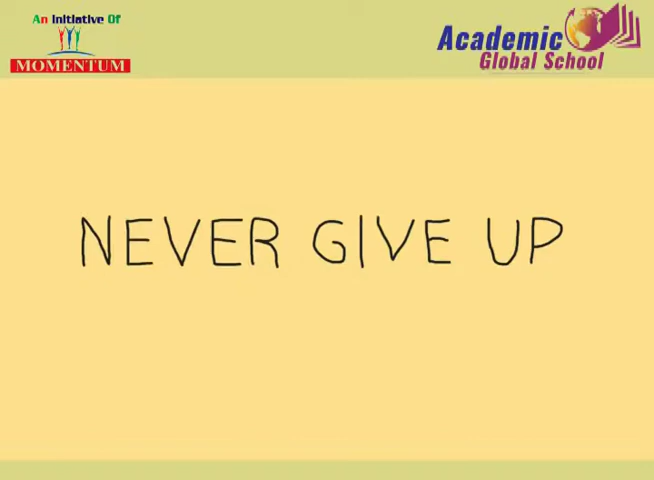 An Initiative Of
MOMENTUM
Academic
Global School
NEVER GIVE UP